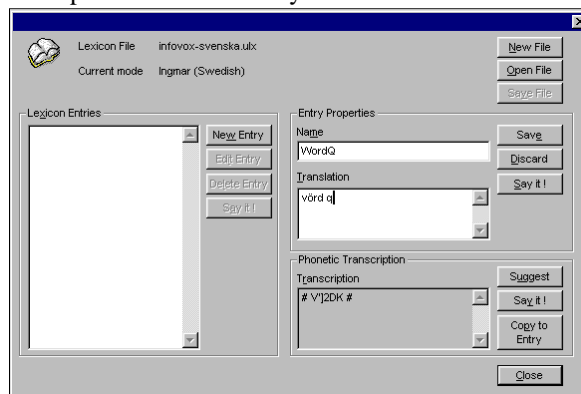 Lexicon File infovox-svenska.ulx
Current mode Ingmar (Swedish)
New File
Open File
Save File
Lexicon Entries
New Entry
Edit Entry
Delete Entry
Say it !
Entry Properties
Name
WordQ
Translation
vörd q
Save
Discard
Say it !
Phonetic Transcription
Transcription
# V']2DK #
Suggest
Say it !
Copy to
Entry
Close